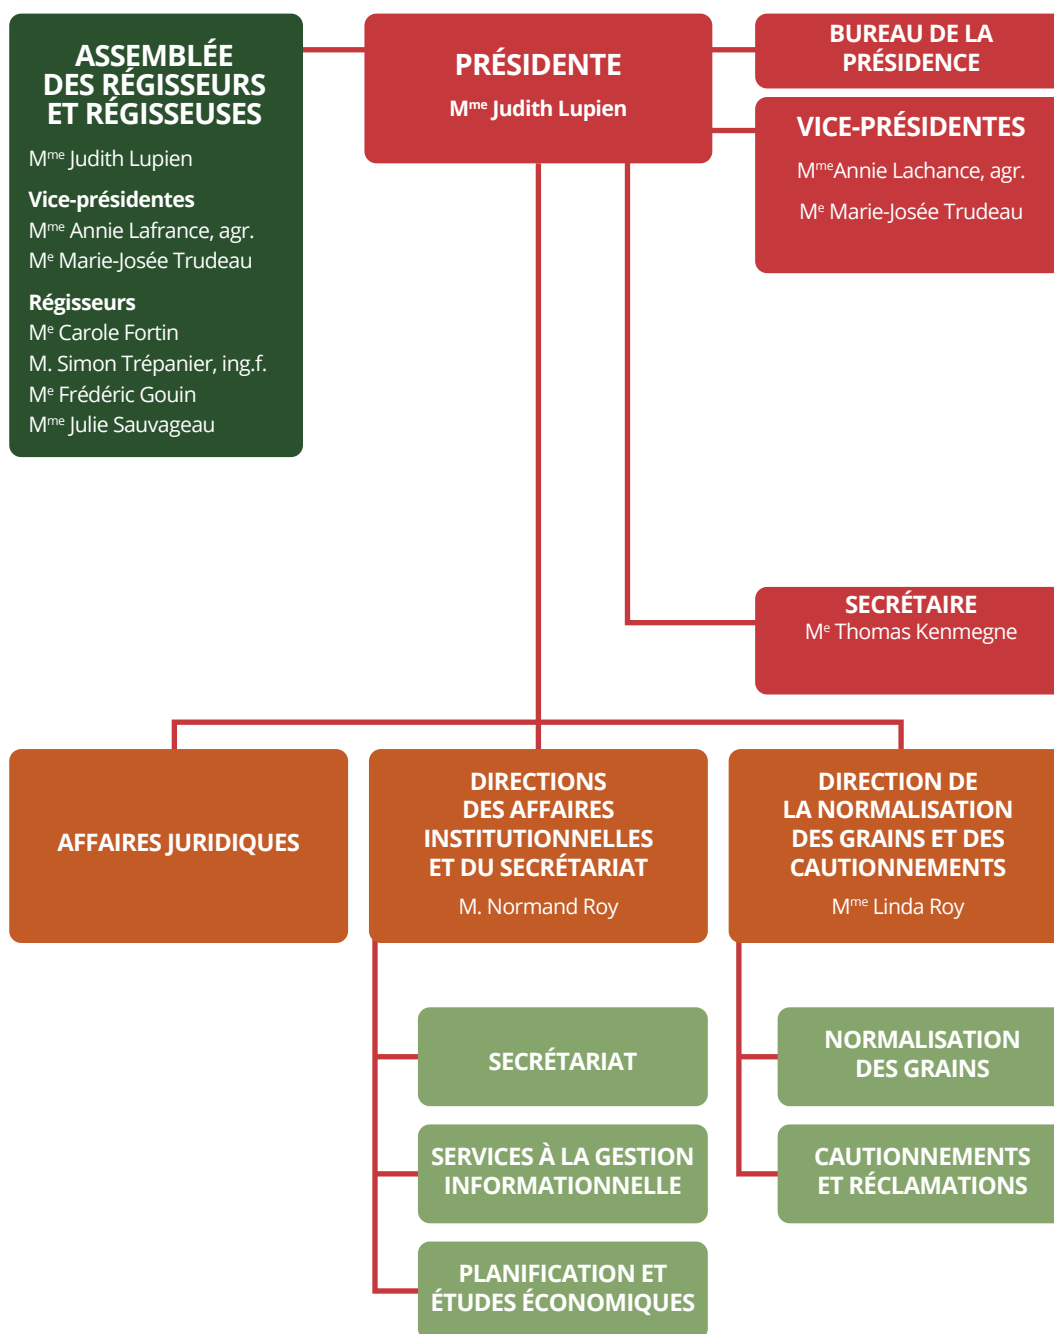 ASSEMBLÉE
DES RÉGISSEURS
ET RÉGISSEUSES
Mme Judith Lupien
Vice-présidentes
Mme Annie Lafrance, agr.
Me Marie-Josée Trudeau
Régisseurs
Me Carole Fortin
M. Simon Trépanier, ing.f.
Me Frédéric Gouin
Mme Julie Sauvageau
PRÉSIDENTE
Mme Judith Lupien
BUREAU DE LA
PRÉSIDENCE
VICE-PRÉSIDENTES
MmeAnnie Lachance, agr.
Me Marie-Josée Trudeau
SECRÉTAIRE
Me Thomas Kenmegne
AFFAIRES JURIDIQUES
DIRECTIONS
DES AFFAIRES
INSTITUTIONNELLES
ET DU SECRÉTARIAT
M. Normand Roy
DIRECTION DE
LA NORMALISATION
DES GRAINS ET DES
CAUTIONNEMENTS
Mme Linda Roy
SECRÉTARIAT
SERVICES À LA GESTION
INFORMATIONNELLE
PLANIFICATION ET
ÉTUDES ÉCONOMIQUES
NORMALISATION
DES GRAINS
CAUTIONNEMENTS
ET RÉCLAMATIONS